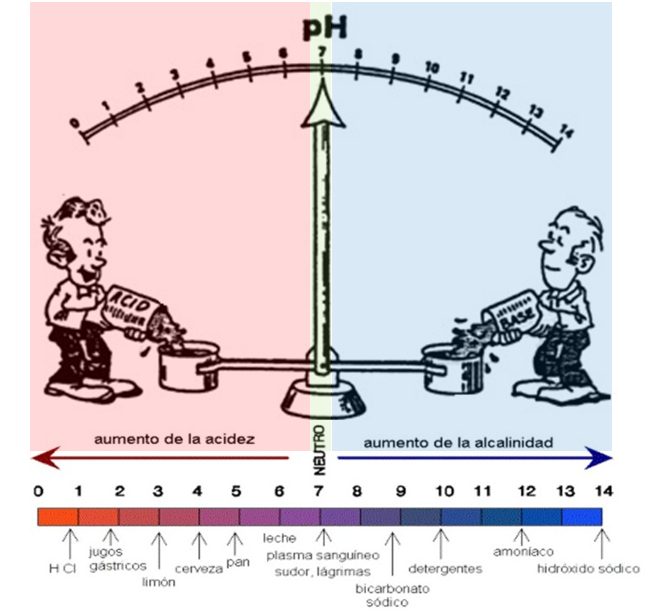 pH
0 1 2 3 4 5 6 7 8 9 10 11 12 13 14
ACID
BASE
NEUTRO
aumento de la acidez
aumento de la alcalinidad
0 1 2 3 4 5 6 7 8 9 10 11 12 13 14
H Cl
jugos
gástricos
limón
cerveza
pan
leche
plasma sanguíneo
sudor, lágrimas
bicarbonato
sódico
detergentes
amoníaco
hidróxido sódico